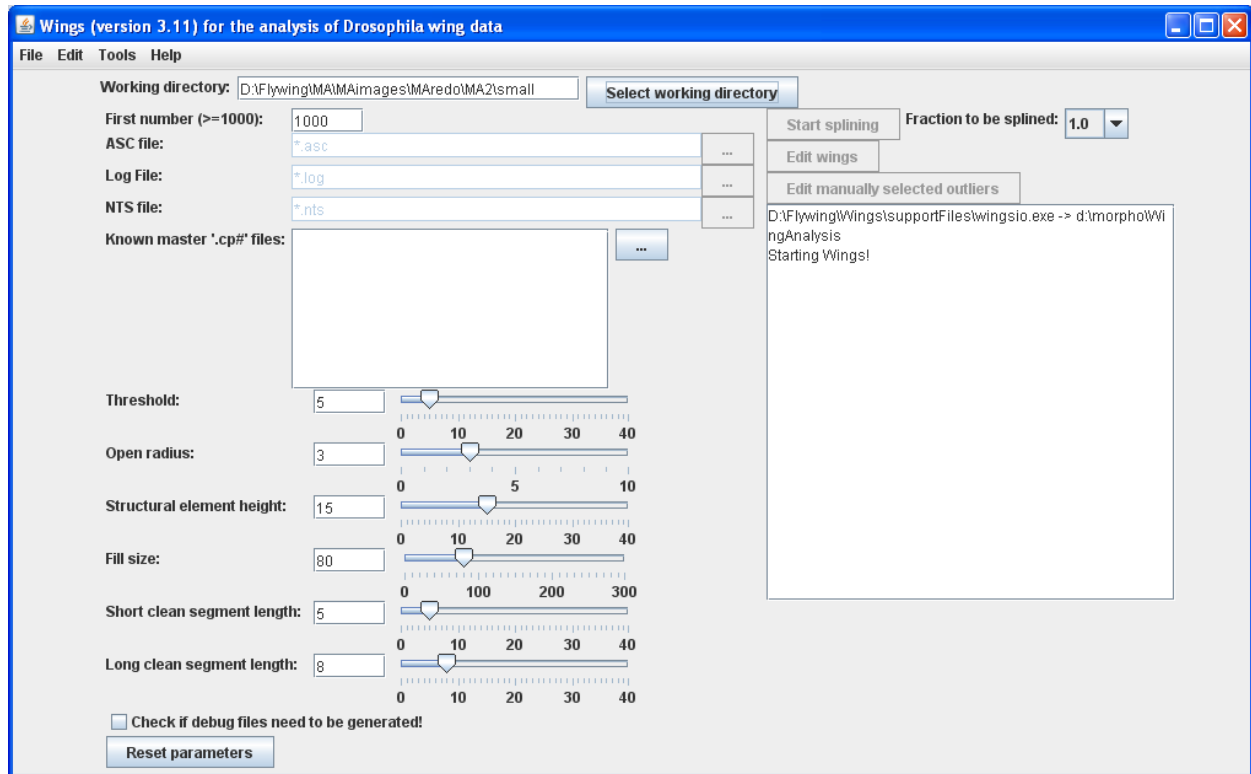 Wings (version 3.11) for the analysis of Drosophila wing data
File Edit Tools Help
Working directory: D:\Flywing\MA\MAimages\MAredo\MA2\small Select working directory
First number (>=1000): 1000 Start splining Fraction to be splined: 1.0
ASC file: *.asc ... Edit wings
Log File: *.log ... Edit manually selected outliers
NTS file: *.nts ...
D:\Flywing\Wings\supportFiles\wingsio.exe -> d:\morpho\Wi
ngAnalysis
Starting Wings!
Known master '.cp#' files: ...
Threshold: 5
0 10 20 30 40
Open radius: 3
0 5 10
Structural element height: 15
0 10 20 30 40
Fill size: 80
0 100 200 300
Short clean segment length: 5
0 10 20 30 40
Long clean segment length: 8
0 10 20 30 40
Check if debug files need to be generated!
Reset parameters